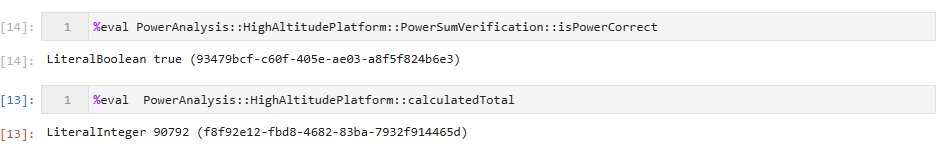 [14]: 1 %eval PowerAnalysis::HighAltitudePlatform::PowerSumVerification::isPowerCorrect
[14]: LiteralBoolean true (93479bcf-c60f-405e-ae03-a8f5f824b6e3)
[13]: 1 %eval  PowerAnalysis::HighAltitudePlatform::calculatedTotal
[13]: LiteralInteger 90792 (f8f92e12-fbd8-4682-83ba-7932f914465d)